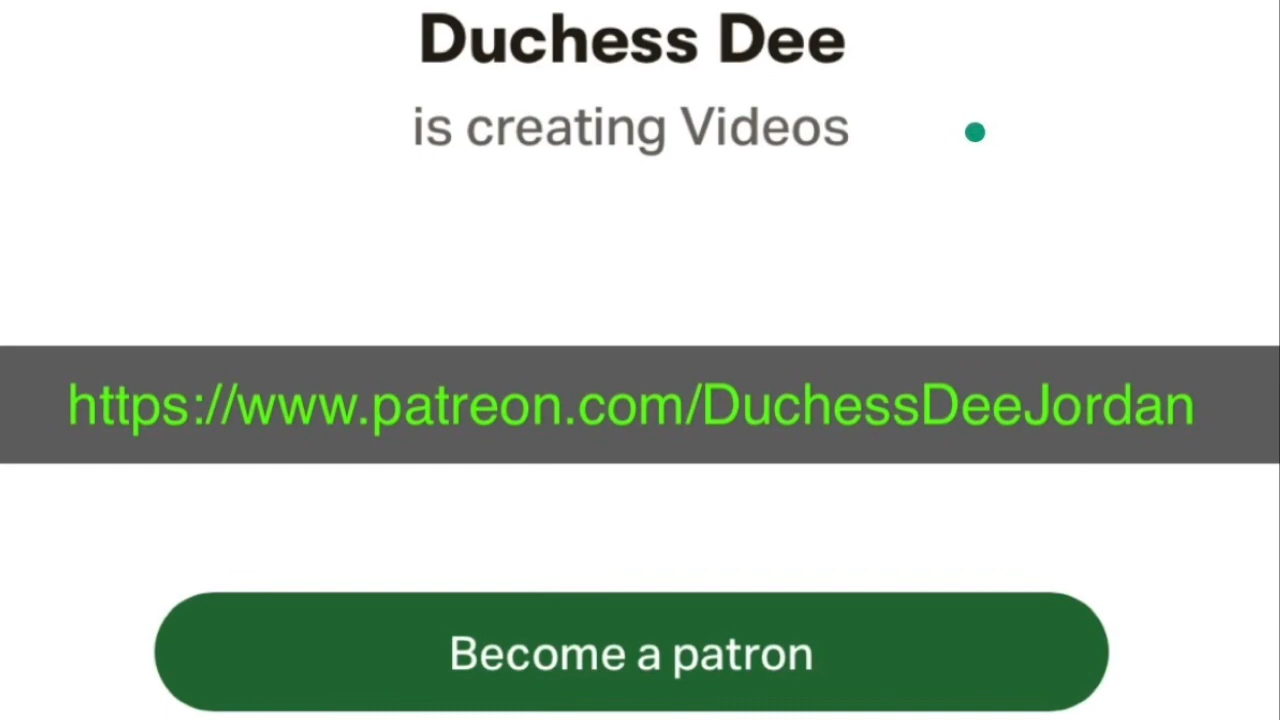 Duchess Dee
is creating Videos
https://www.patreon.com/DuchessDeeJordan
Become a patron